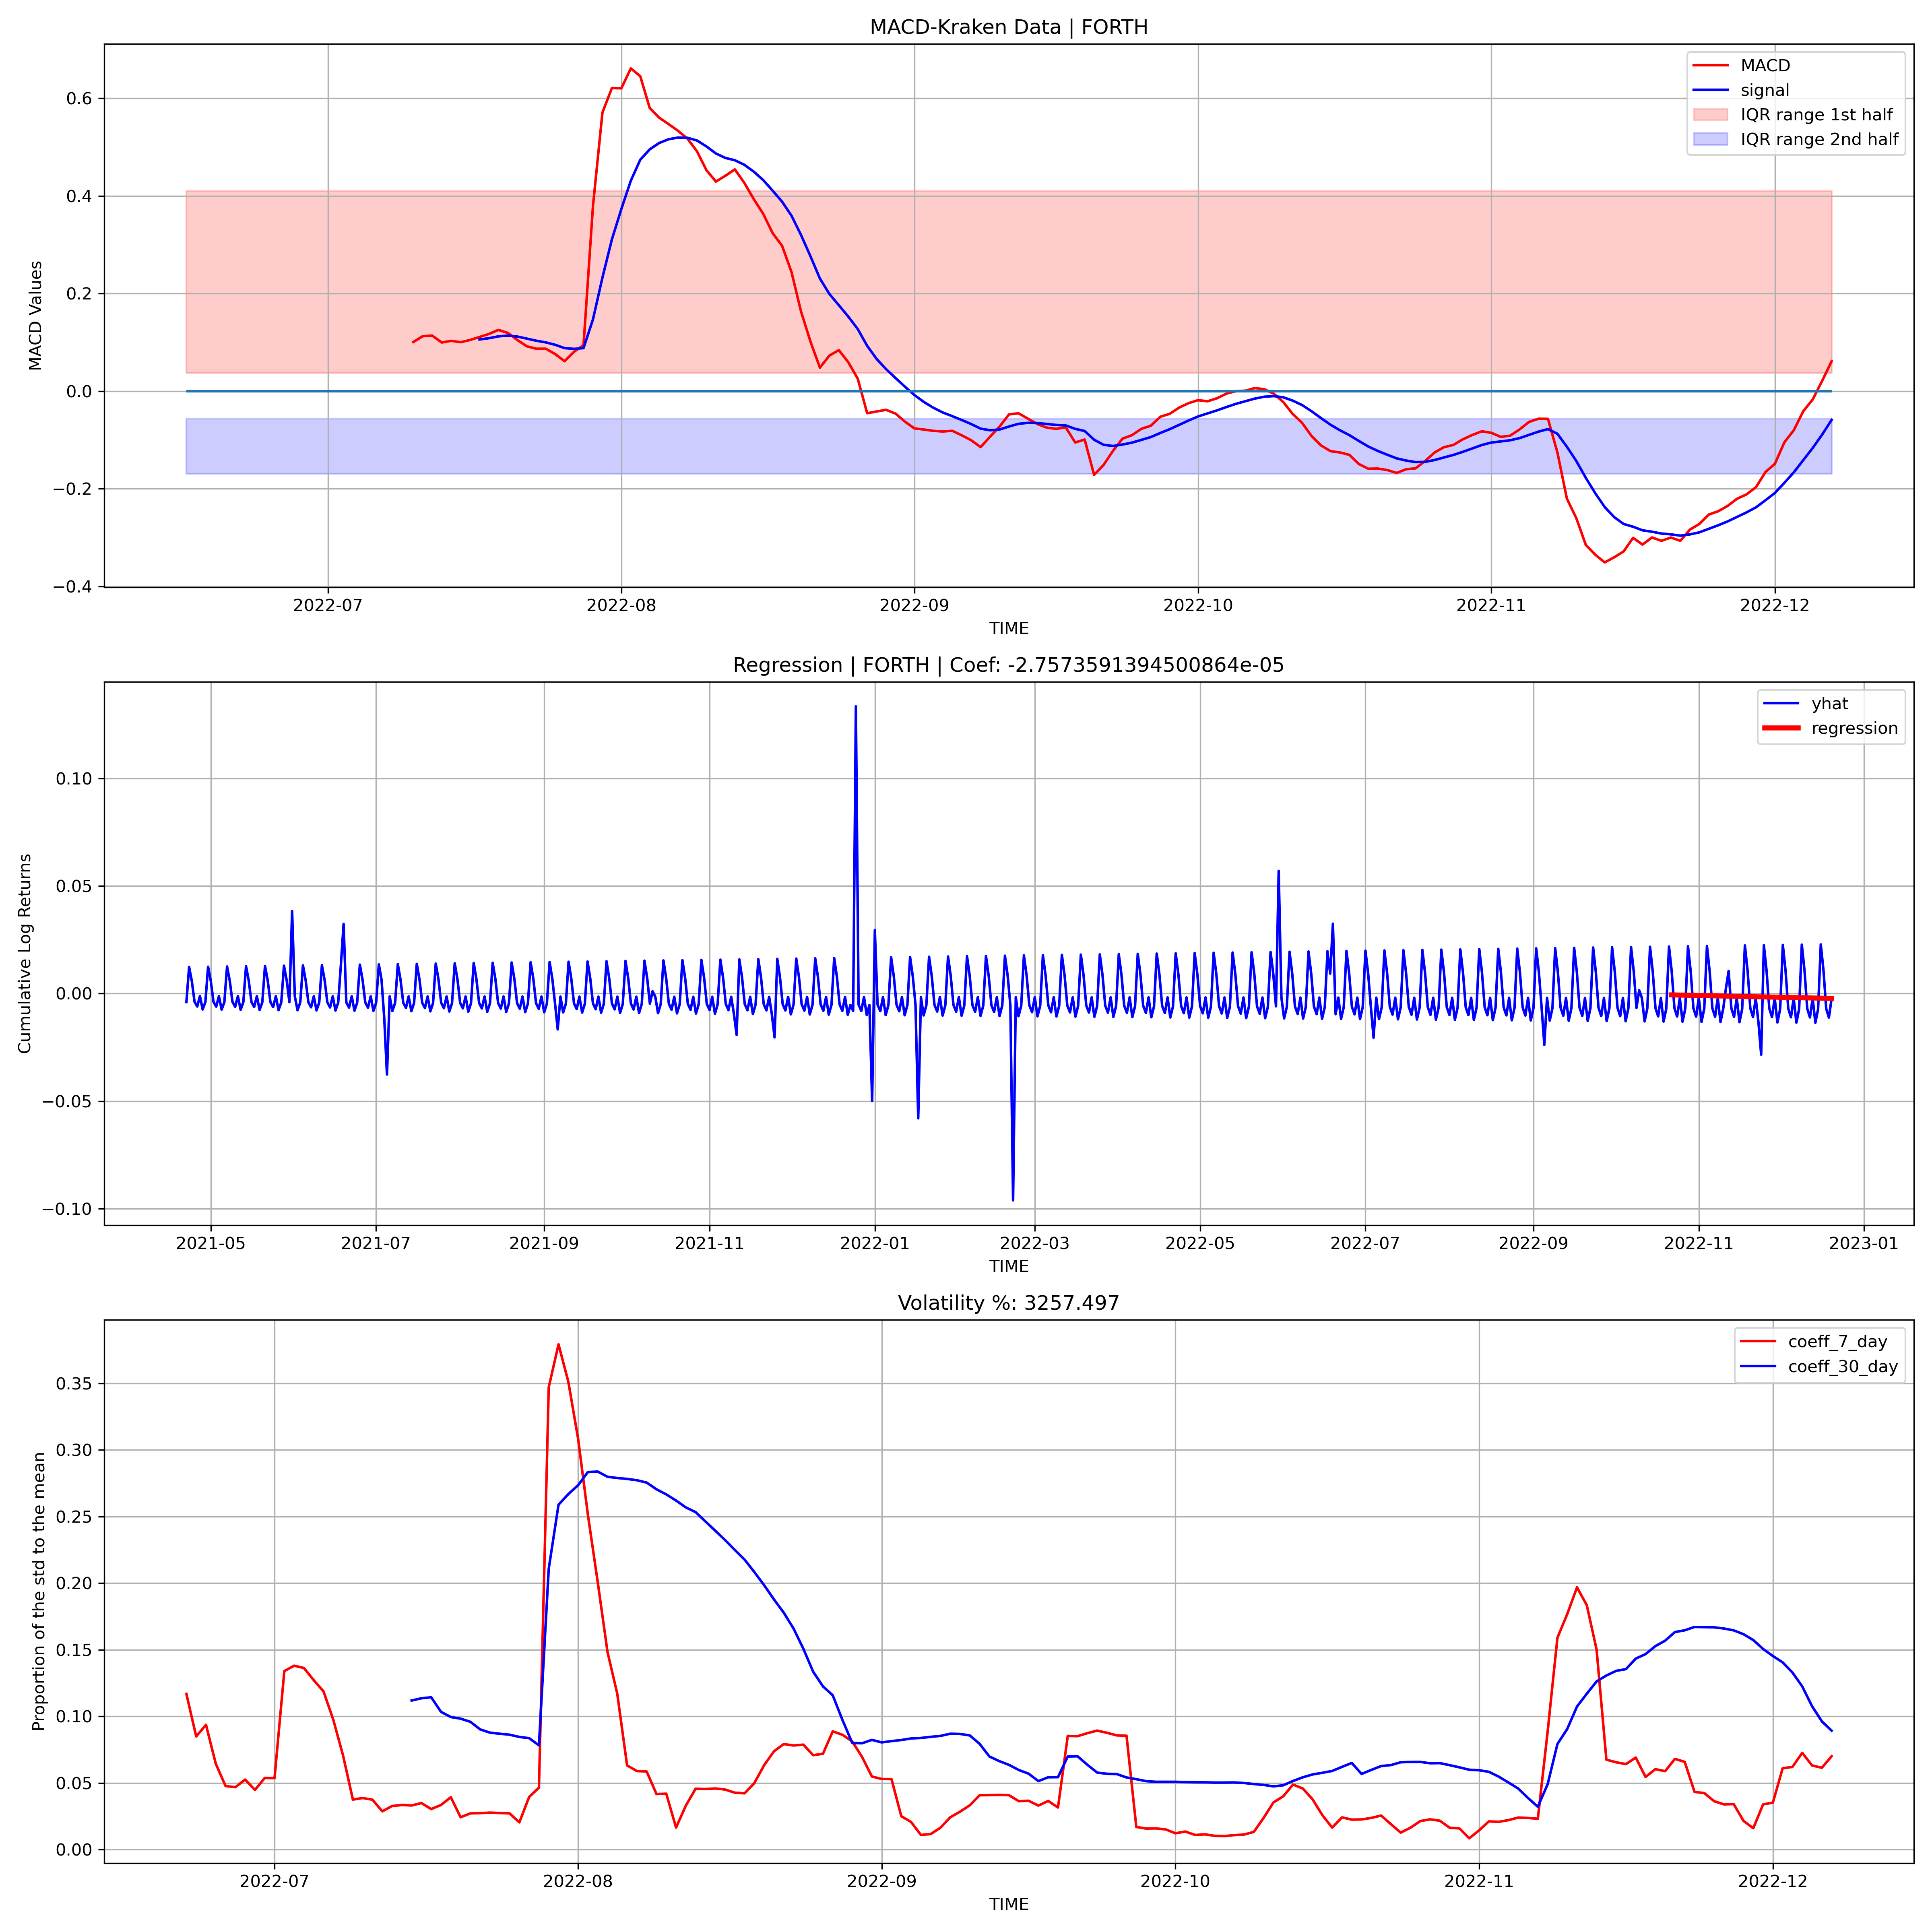 MACD-Kraken Data | FORTH
MACD
signal
IQR range 1st half
IQR range 2nd half
MACD Values
0.6
0.4
0.2
0.0
−0.2
−0.4
2022-07 2022-08 2022-09 2022-10 2022-11 2022-12
TIME
Regression | FORTH | Coef: -2.7573591394500864e-05
yhat
regression
Cumulative Log Returns
0.10
0.05
0.00
−0.05
−0.10
2021-05 2021-07 2021-09 2021-11 2022-01 2022-03 2022-05 2022-07 2022-09 2022-11 2023-01
TIME
Volatility %: 3257.497
coeff_7_day
coeff_30_day
Proportion of the std to the mean
0.35
0.30
0.25
0.20
0.15
0.10
0.05
0.00
2022-07 2022-08 2022-09 2022-10 2022-11 2022-12
TIME